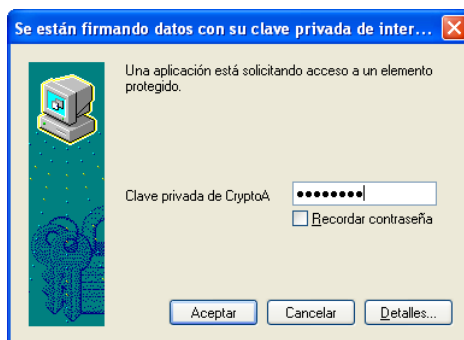 Se están firmando datos con su clave privada de inter...
Una aplicación está solicitando acceso a un elemento
protegido.
Clave privada de CryptoA
●●●●●●●●
Recordar contraseña
Aceptar
Cancelar
Detalles...